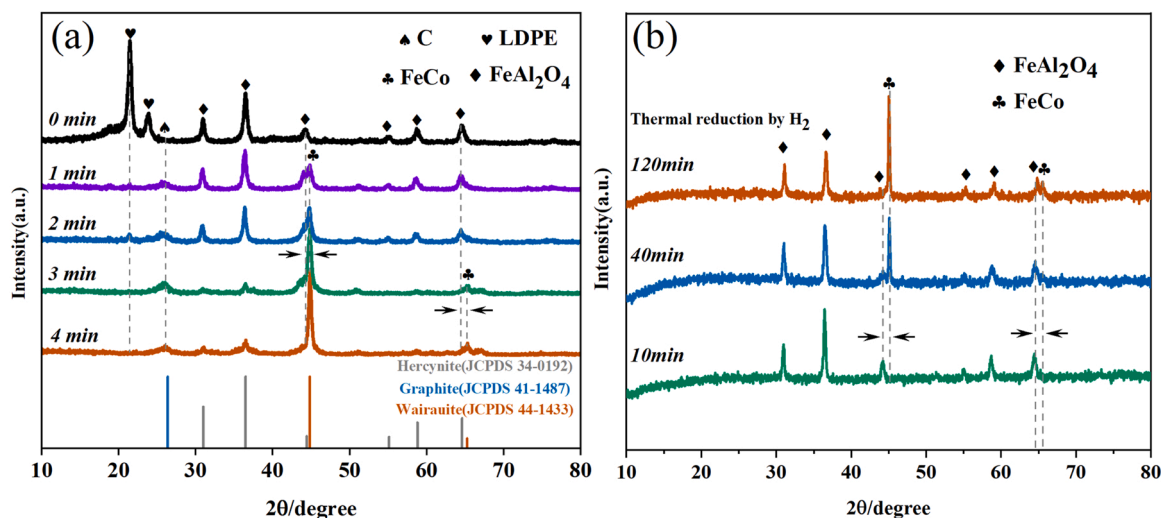 (a)
♠ C
♥ LDPE
♣ FeCo
♦ FeAl₂O₄
0 min
1 min
2 min
3 min
4 min
Hercynite(JCPDS 34-0192)
Graphite(JCPDS 41-1487)
Wairauite(JCPDS 44-1433)
10 20 30 40 50 60 70 80
2θ/degree
Intensity(a.u.)
(b)
♦ FeAl₂O₄
♣ FeCo
Thermal reduction by H₂
120min
40min
10min
10 20 30 40 50 60 70 80
2θ/degree
Intensity(a.u.)